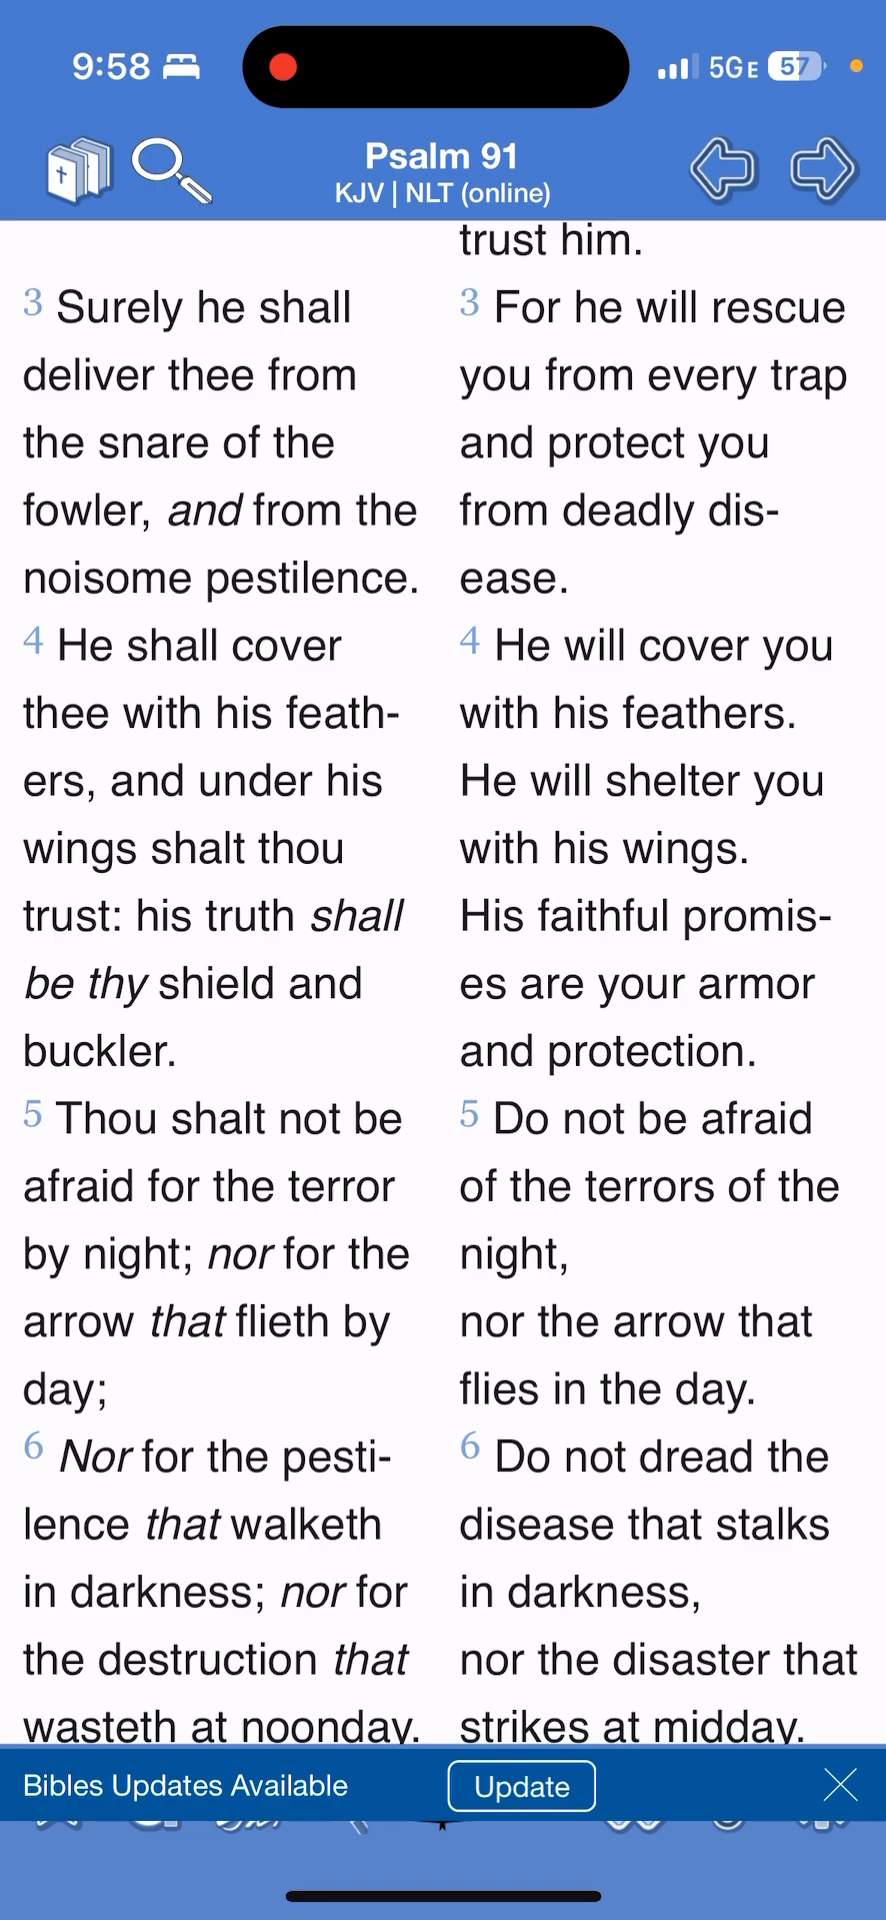 9:58
5GE 57
Psalm 91
KJV | NLT (online)
trust him.
3 Surely he shall
deliver thee from
the snare of the
fowler, and from the
noisome pestilence.
4 He shall cover
thee with his feath-
ers, and under his
wings shalt thou
trust: his truth shall
be thy shield and
buckler.
5 Thou shalt not be
afraid for the terror
by night; nor for the
arrow that flieth by
day;
6 Nor for the pesti-
lence that walketh
in darkness; nor for
the destruction that
wasteth at noonday.
3 For he will rescue
you from every trap
and protect you
from deadly dis-
ease.
4 He will cover you
with his feathers.
He will shelter you
with his wings.
His faithful promis-
es are your armor
and protection.
5 Do not be afraid
of the terrors of the
night,
nor the arrow that
flies in the day.
6 Do not dread the
disease that stalks
in darkness,
nor the disaster that
strikes at midday.
Bibles Updates Available
Update